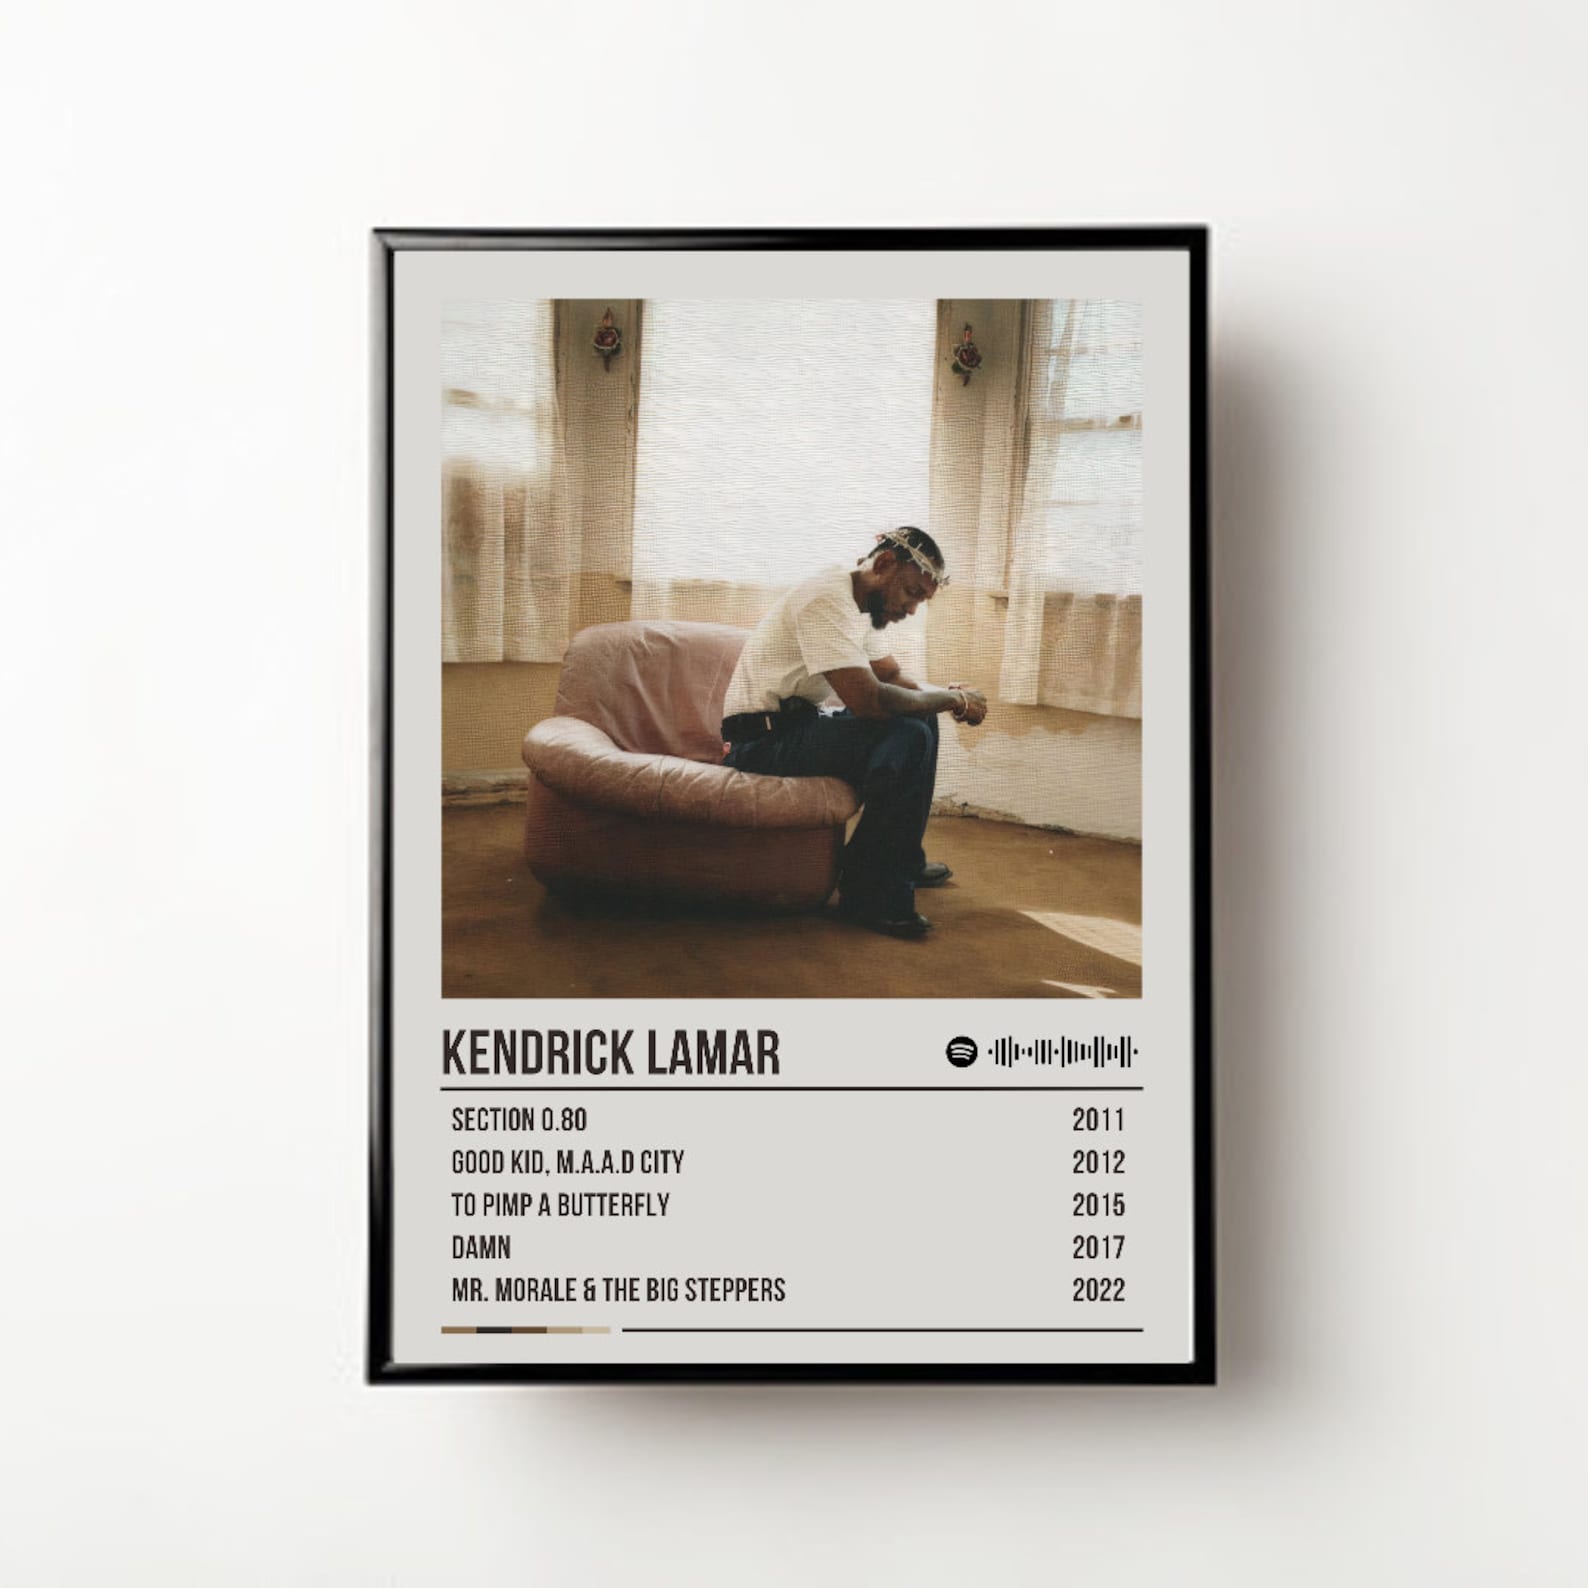 KENDRICK LAMAR
SECTION 0.80 2011
GOOD KID, M.A.A.D CITY 2012
TO PIMP A BUTTERFLY 2015
DAMN 2017
MR. MORALE & THE BIG STEPPERS 2022